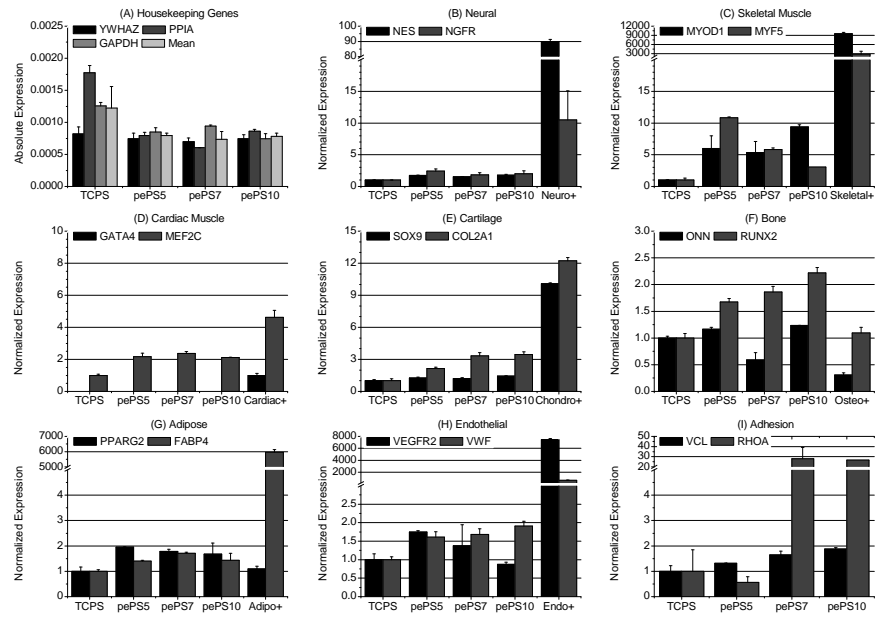 (A) Housekeeping Genes
YWHAZ PPIA
GAPDH Mean
Absolute Expression
0.0025
0.0020
0.0015
0.0010
0.0005
0.0000
TCPS pePS5 pePS7 pePS10
(B) Neural
NES NGFR
Normalized Expression
100
90
80
15
10
5
0
TCPS pePS5 pePS7 pePS10 Neuro+
(C) Skeletal Muscle
MYOD1 MYF5
Normalized Expression
12000
9000
6000
3000
15
10
5
0
TCPS pePS5 pePS7 pePS10 Skeletal+
(D) Cardiac Muscle
GATA4 MEF2C
Normalized Expression
10
8
6
4
2
0
TCPS pePS5 pePS7 pePS10 Cardiac+
(E) Cartilage
SOX9 COL2A1
Normalized Expression
15
12
9
6
3
0
TCPS pePS5 pePS7 pePS10 Chondro+
(F) Bone
ONN RUNX2
Normalized Expression
3.0
2.5
2.0
1.5
1.0
0.5
0.0
TCPS pePS5 pePS7 pePS10 Osteo+
(G) Adipose
PPARG2 FABP4
Normalized Expression
7000
6000
5000
4
3
2
1
0
TCPS pePS5 pePS7 pePS10 Adipo+
(H) Endothelial
VEGFR2 VWF
Normalized Expression
8000
6000
4000
2000
2.5
2.0
1.5
1.0
0.5
0.0
TCPS pePS5 pePS7 pePS10 Endo+
(I) Adhesion
VCL RHOA
Normalized Expression
50
40
30
20
4
3
2
1
0
TCPS pePS5 pePS7 pePS10